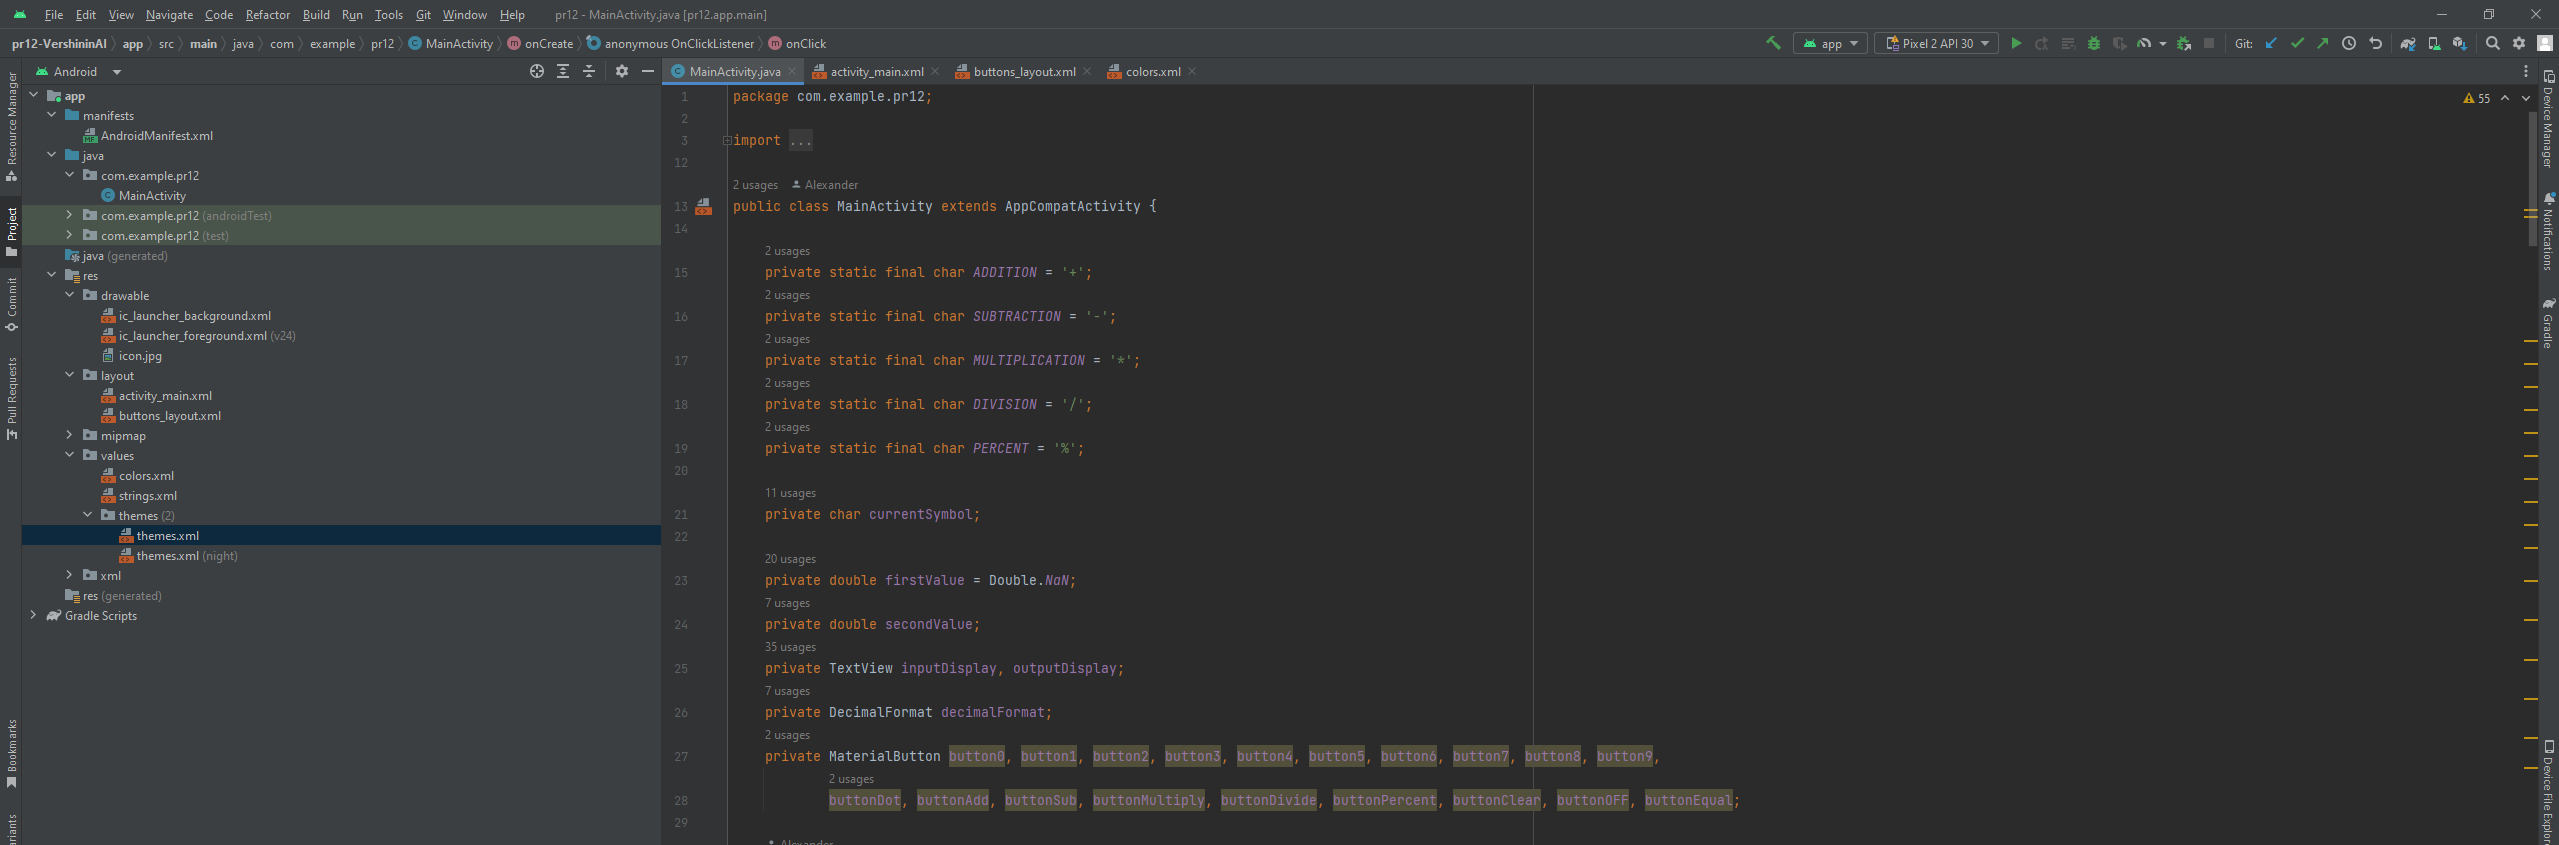 File Edit View Navigate Code Refactor Build Run Tools Git Window Help pr12 - MainActivity.java [pr12.app.main]
pr12-VershininAI app src main java com example pr12 MainActivity onCreate anonymous OnClickListener onClick app Pixel 2 API 30 Git:
Android
MainActivity.java activity_main.xml buttons_layout.xml colors.xml
Resource Manager
Project
Commit
Pull Requests
Bookmarks
app
manifests
AndroidManifest.xml
java
com.example.pr12
MainActivity
com.example.pr12 (androidTest)
com.example.pr12 (test)
java (generated)
res
drawable
ic_launcher_background.xml
ic_launcher_foreground.xml (v24)
icon.jpg
layout
activity_main.xml
buttons_layout.xml
mipmap
values
colors.xml
strings.xml
themes (2)
themes.xml
themes.xml (night)
xml
res (generated)
Gradle Scripts
1 package com.example.pr12;
2
3 import ...
12
2 usages Alexander
13 public class MainActivity extends AppCompatActivity {
14
2 usages
15 private static final char ADDITION = '+';
2 usages
16 private static final char SUBTRACTION = '-';
2 usages
17 private static final char MULTIPLICATION = '*';
2 usages
18 private static final char DIVISION = '/';
2 usages
19 private static final char PERCENT = '%';
20
11 usages
21 private char currentSymbol;
22
20 usages
23 private double firstValue = Double.NaN;
7 usages
24 private double secondValue;
35 usages
25 private TextView inputDisplay, outputDisplay;
7 usages
26 private DecimalFormat decimalFormat;
2 usages
27 private MaterialButton button0, button1, button2, button3, button4, button5, button6, button7, button8, button9,
2 usages
28 buttonDot, buttonAdd, buttonSub, buttonMultiply, buttonDivide, buttonPercent, buttonClear, buttonOFF, buttonEqual;
29
Alexander
55
Device Manager
Notifications
Gradle
Device File Explor